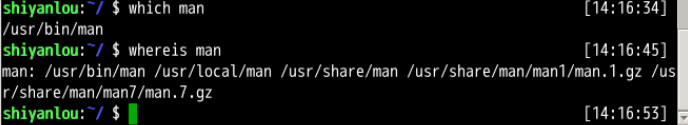 shiyanlou:~/ $ which man [14:16:34]
/usr/bin/man
shiyanlou:~/ $ whereis man [14:16:45]
man: /usr/bin/man /usr/local/man /usr/share/man /usr/share/man/man1/man.1.gz /us
r/share/man/man7/man.7.gz
shiyanlou:~/ $ [14:16:53]